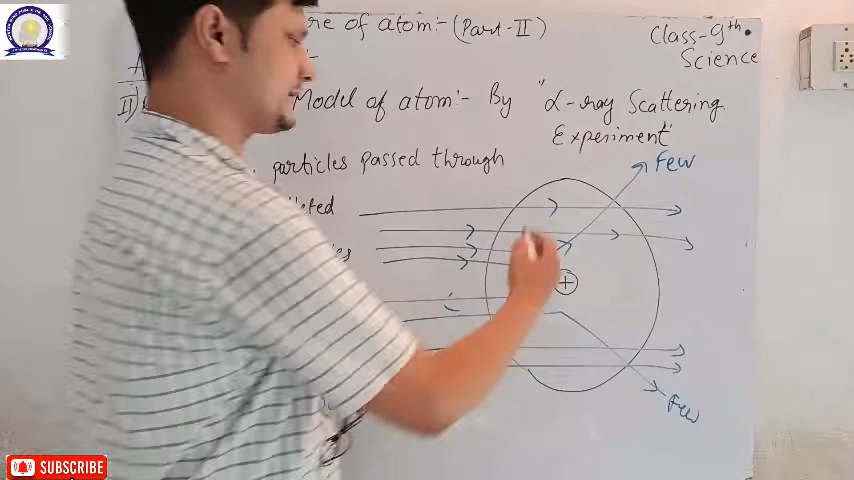 re of atom:- (Part-II)
Class-9th.
Science
II)
Model of atom:- By "α-ray Scattering
Experiment"
particles passed through
Few
+
Few
SUBSCRIBE